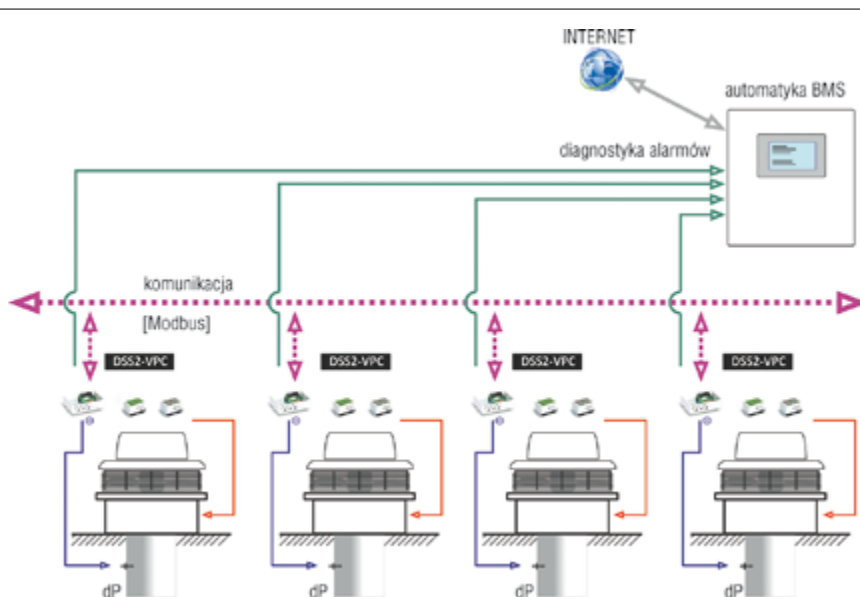 INTERNET
automatyka BMS
diagnostyka alarmów
komunikacja
[Modbus]
DSS2-VPC
DSS2-VPC
DSS2-VPC
DSS2-VPC
dP
dP
dP
dP